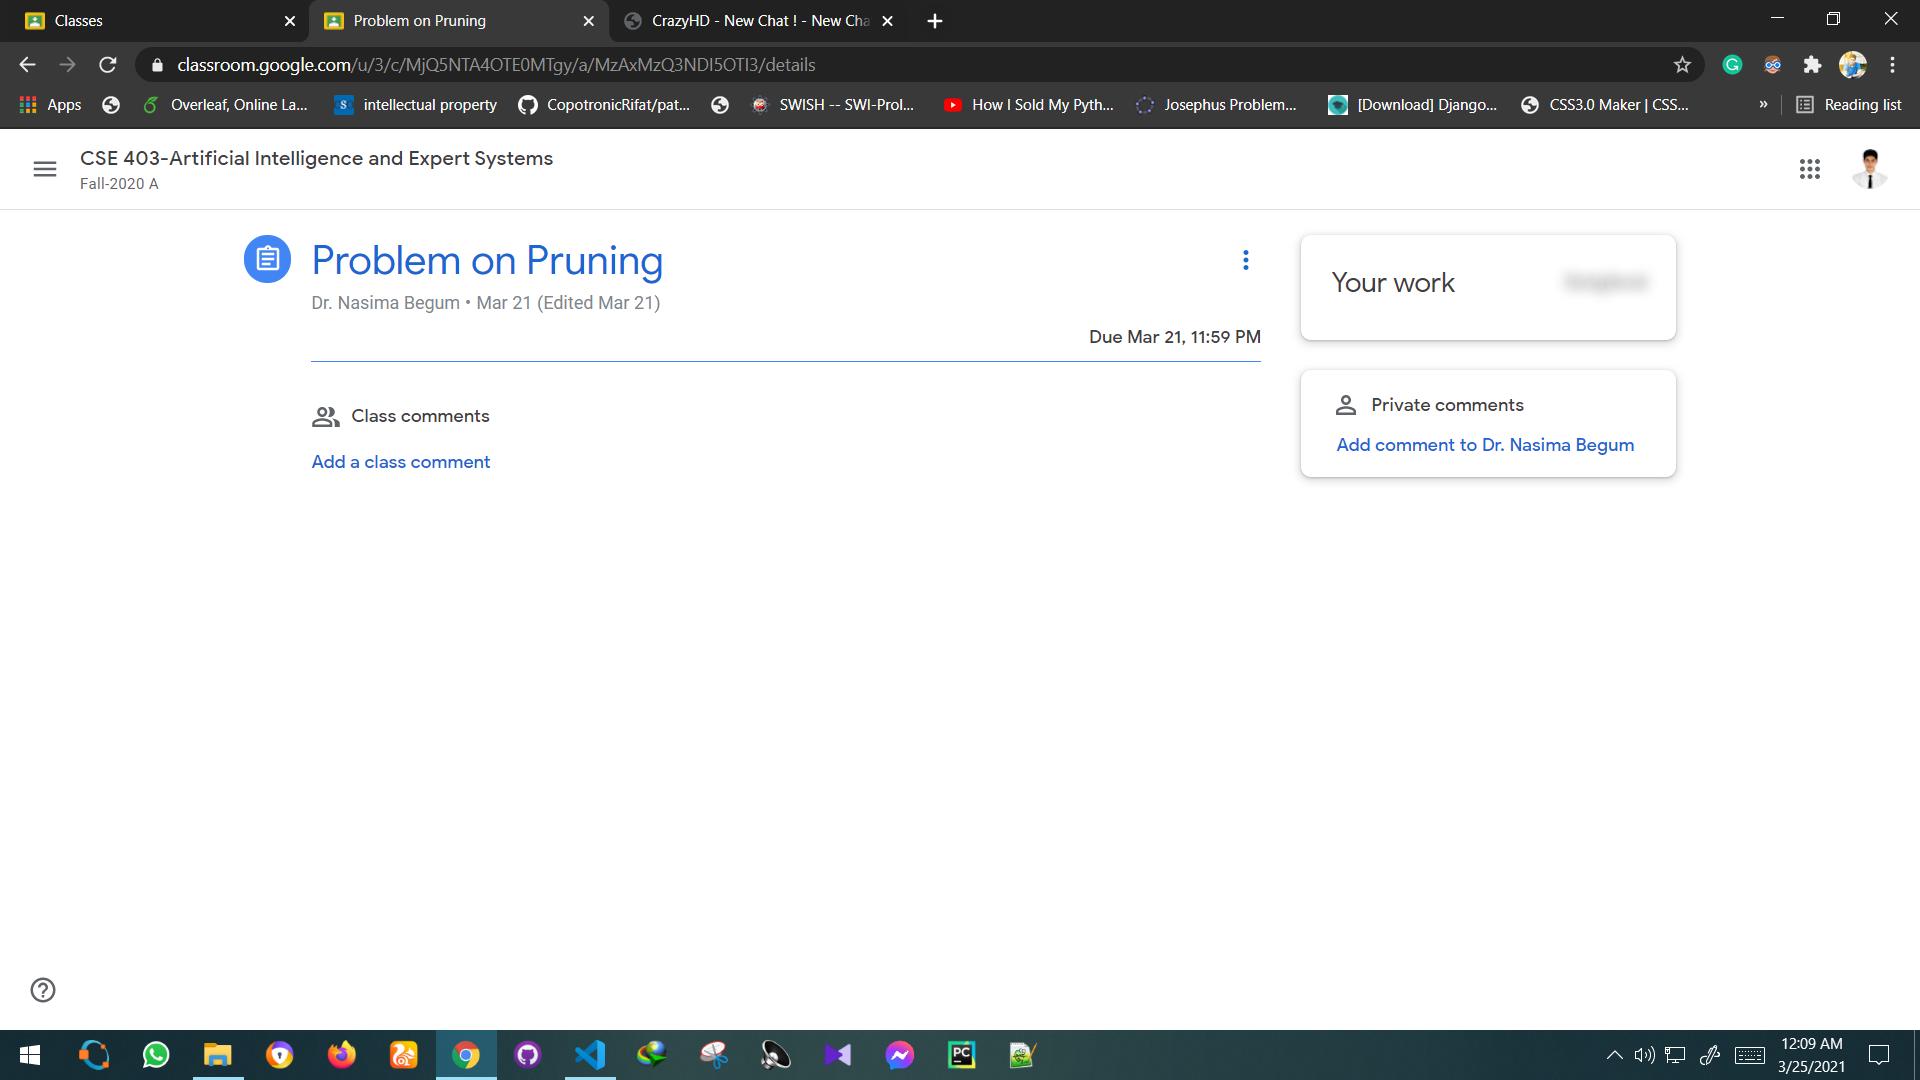 Classes
Problem on Pruning
CrazyHD - New Chat ! - New Cha
classroom.google.com/u/3/c/MjQ5NTA4OTE0MTgy/a/MzAxMzQ3NDI5OTI3/details
Apps
Overleaf, Online La...
intellectual property
CopotronicRifat/pat...
SWISH -- SWI-Prol...
How I Sold My Pyth...
Josephus Problem...
[Download] Django...
CSS3.0 Maker | CSS...
»
Reading list
CSE 403-Artificial Intelligence and Expert Systems
Fall-2020 A
Problem on Pruning
Dr. Nasima Begum • Mar 21 (Edited Mar 21)
Due Mar 21, 11:59 PM
Class comments
Add a class comment
Your work
Private comments
Add comment to Dr. Nasima Begum
12:09 AM
3/25/2021